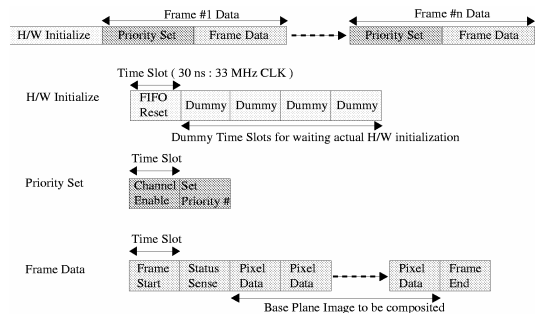 Frame #1 Data
Frame #n Data
H/W Initialize
Priority Set
Frame Data
Priority Set
Frame Data
Time Slot ( 30 ns : 33 MHz CLK )
H/W Initialize
FIFO Reset
Dummy
Dummy
Dummy
Dummy
Dummy Time Slots for waiting actual H/W initialization
Time Slot
Priority Set
Channel Enable
Set Priority #
Time Slot
Frame Data
Frame Start
Status Sense
Pixel Data
Pixel Data
Pixel Data
Frame End
Base Plane Image to be composited